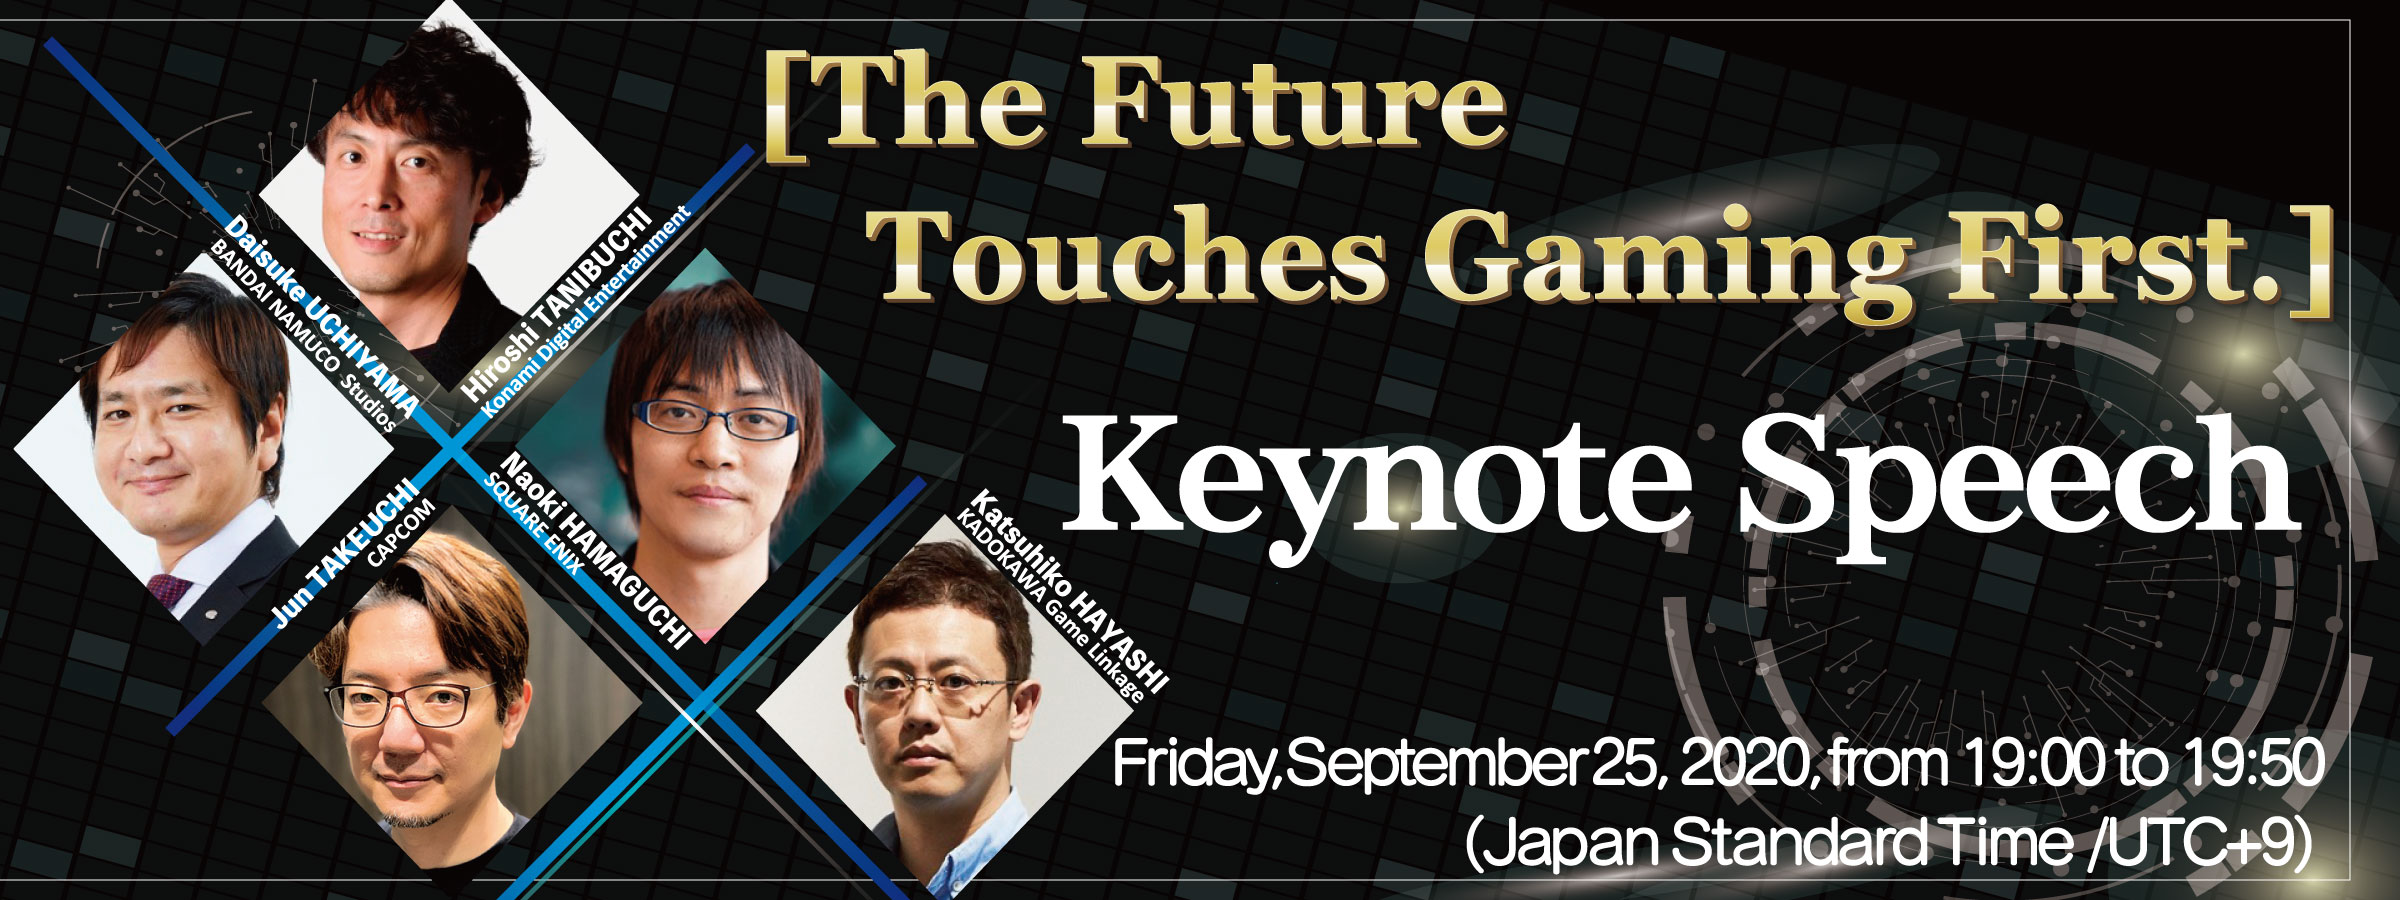 [The Future
Touches Gaming First.]
Keynote Speech
Friday, September 25, 2020, from 19:00 to 19:50
(Japan Standard Time /UTC+9)
Hiroshi TANIBUCHI
Konami Digital Entertainment
Daisuke UCHIYAMA
BANDAI NAMUCO Studios
Naoki HAMAGUCHI
SQUARE ENIX
Jun TAKEUCHI
CAPCOM
Katsuhiko HAYASHI
KADOKAWA Game Linkage